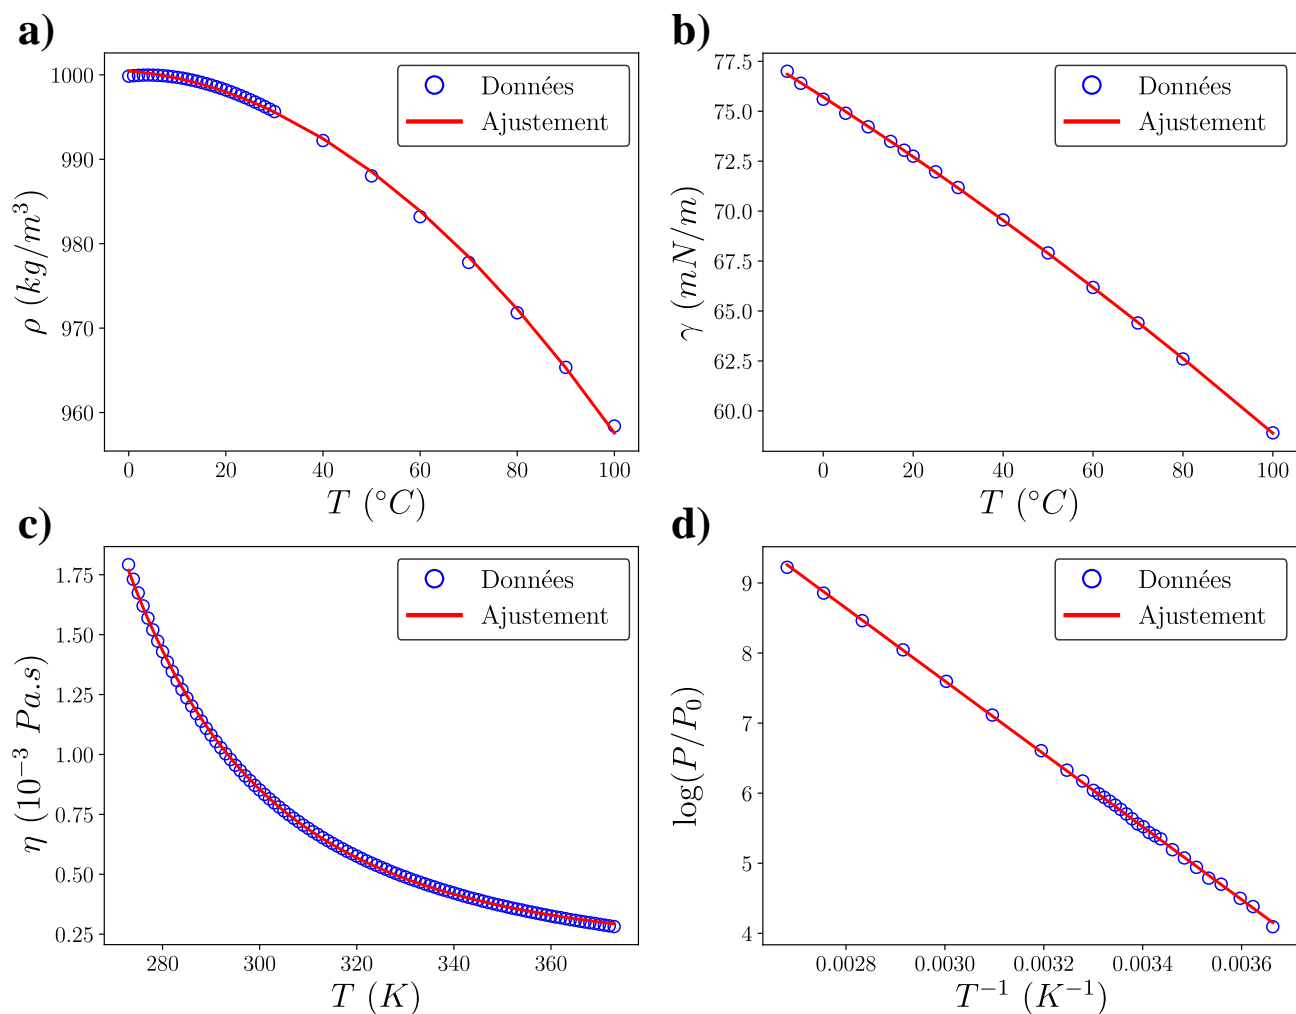 a)
1000
990
980
970
960
ρ (kg/m³)
0 20 40 60 80 100
T (°C)
Données
Ajustement
b)
77.5
75.0
72.5
70.0
67.5
65.0
62.5
60.0
γ (mN/m)
0 20 40 60 80 100
T (°C)
Données
Ajustement
c)
1.75
1.50
1.25
1.00
0.75
0.50
0.25
η (10⁻³ Pa.s)
280 300 320 340 360
T (K)
Données
Ajustement
d)
9
8
7
6
5
4
log(P/P₀)
0.0028 0.0030 0.0032 0.0034 0.0036
T⁻¹ (K⁻¹)
Données
Ajustement